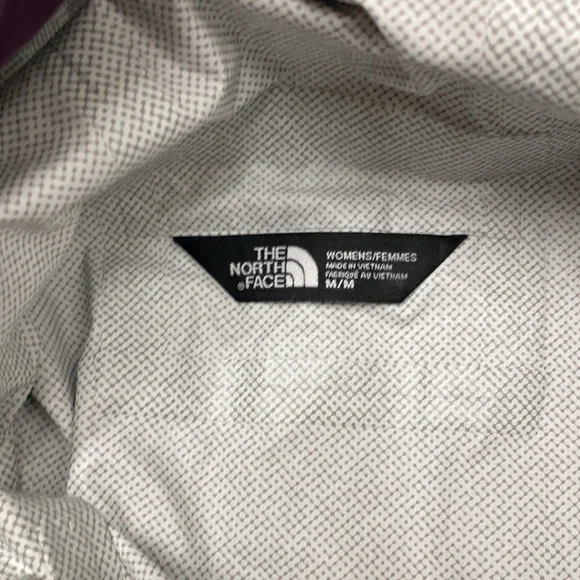 THE
NORTH
®FACE
WOMENS/FEMMES
MADE IN VIETNAM
FABRIQUÉ AU VIETNAM
M/M